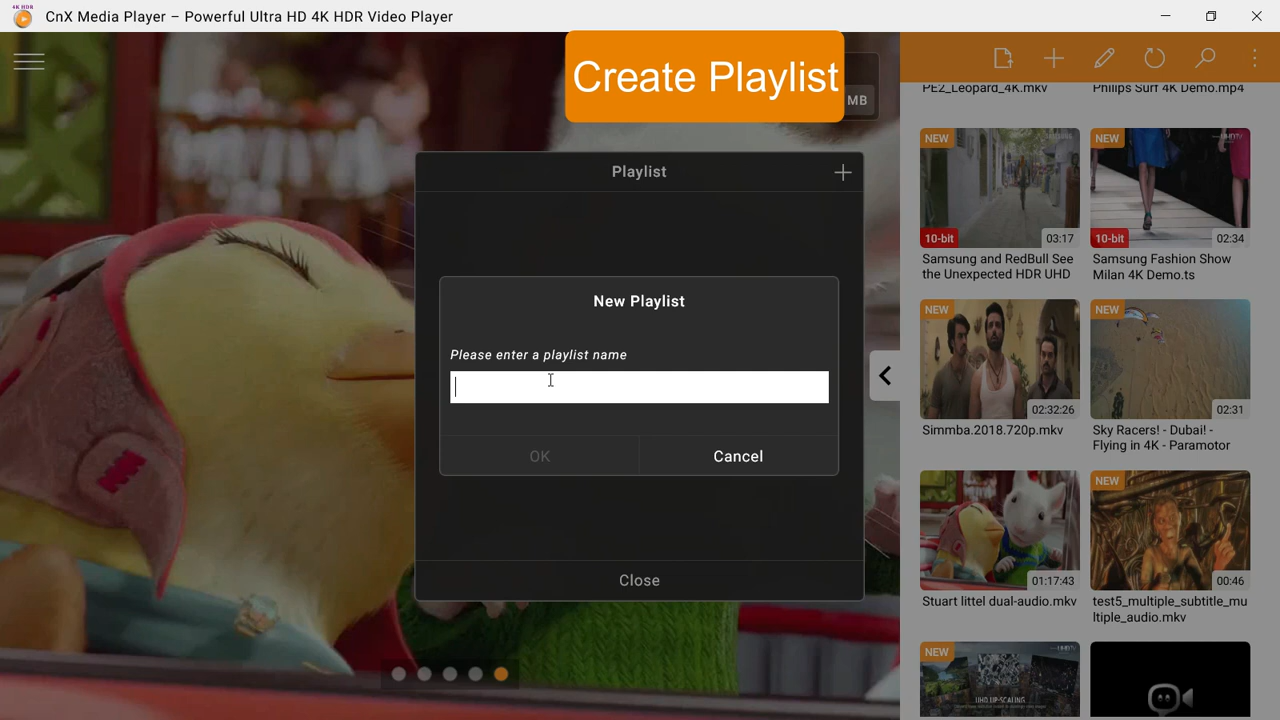 4K HDR
CnX Media Player – Powerful Ultra HD 4K HDR Video Player
Create Playlist
MB
Playlist
New Playlist
Please enter a playlist name
OK
Cancel
Close
PE2_Leopard_4K.mkv
Philips Surf 4K Demo.mp4
NEW
10-bit
03:17
Samsung and RedBull See
the Unexpected HDR UHD
NEW
10-bit
02:34
Samsung Fashion Show
Milan 4K Demo.ts
NEW
02:32:26
Simmba.2018.720p.mkv
NEW
02:31
Sky Racers! - Dubai! -
Flying in 4K - Paramotor
01:17:43
Stuart littel dual-audio.mkv
NEW
00:46
test5_multiple_subtitle_mu
ltiple_audio.mkv
NEW
UHD UP-SCALING